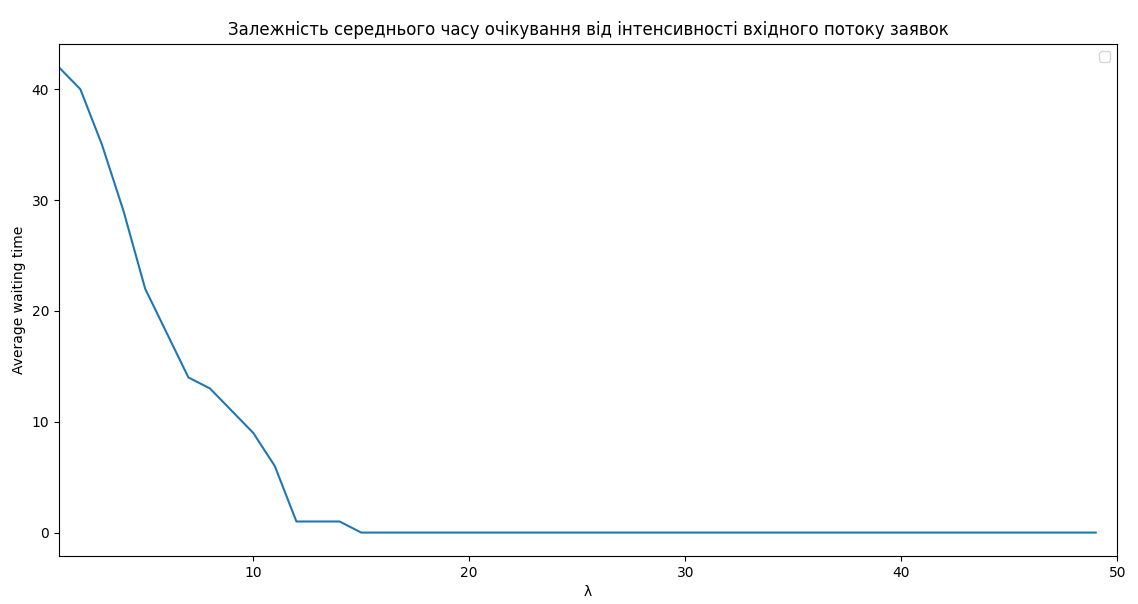 Залежність середнього часу очікування від інтенсивності вхідного потоку заявок
40
30
20
10
0
Average waiting time
10 20 30 40 50
λ